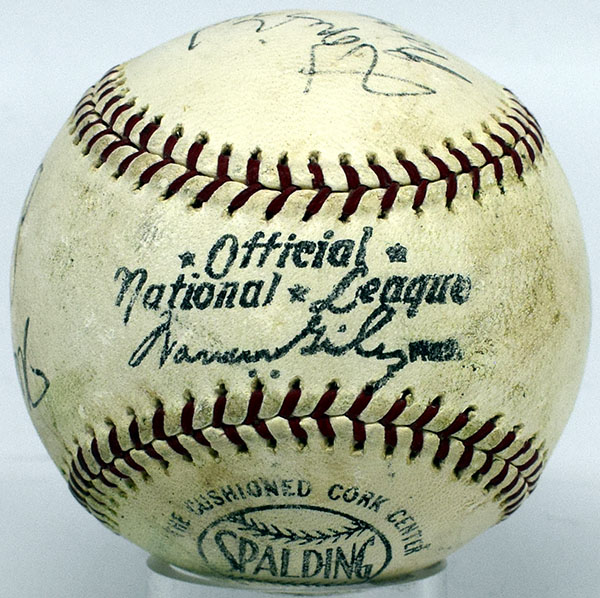 Official
National League
Warren Giles Pres.
THE CUSHIONED CORK CENTER
SPALDING